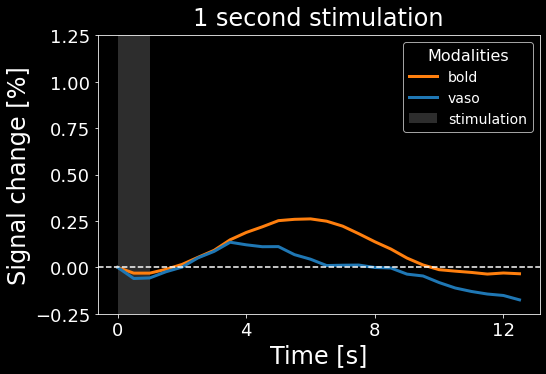 1 second stimulation
Signal change [%]
1.25
1.00
0.75
0.50
0.25
0.00
−0.25
Modalities
bold
vaso
stimulation
0 4 8 12
Time [s]